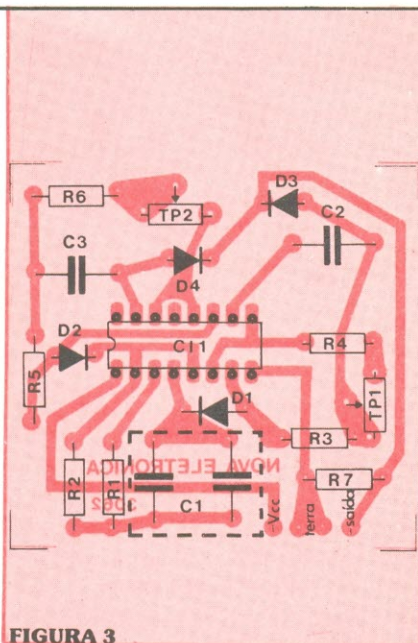 R6
TP2
D3
C2
C3
D4
D2
CI1
R4
R5
D1
TP1
R3
NOVA ELETRONICA
3062
R2
R1
C1
R7
-Vcc
terra
-saída
FIGURA 3